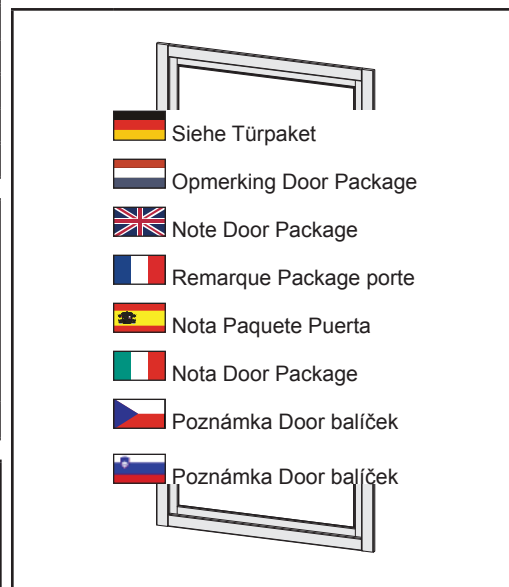 Siehe Türpaket
Opmerking Door Package
Note Door Package
Remarque Package porte
Nota Paquete Puerta
Nota Door Package
Poznámka Door balíček
Poznámka Door balíček